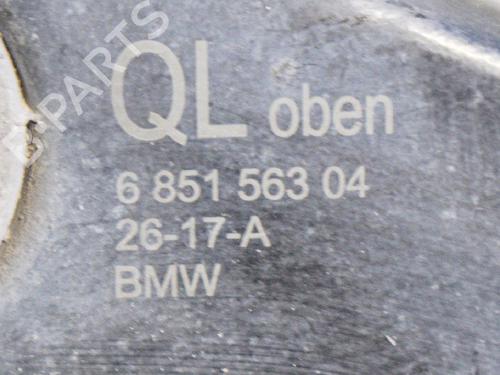 B-PARTS
QL oben
6 851 563 04
26-17-A
BMW